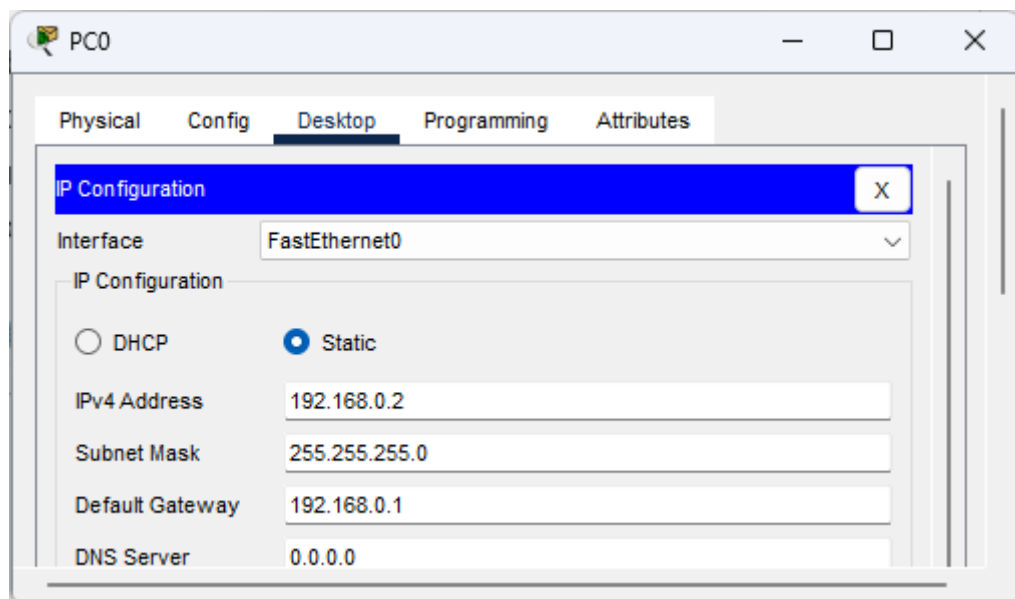 PC0
Physical Config Desktop Programming Attributes
IP Configuration X
Interface FastEthernet0
IP Configuration
DHCP Static
IPv4 Address 192.168.0.2
Subnet Mask 255.255.255.0
Default Gateway 192.168.0.1
DNS Server 0.0.0.0